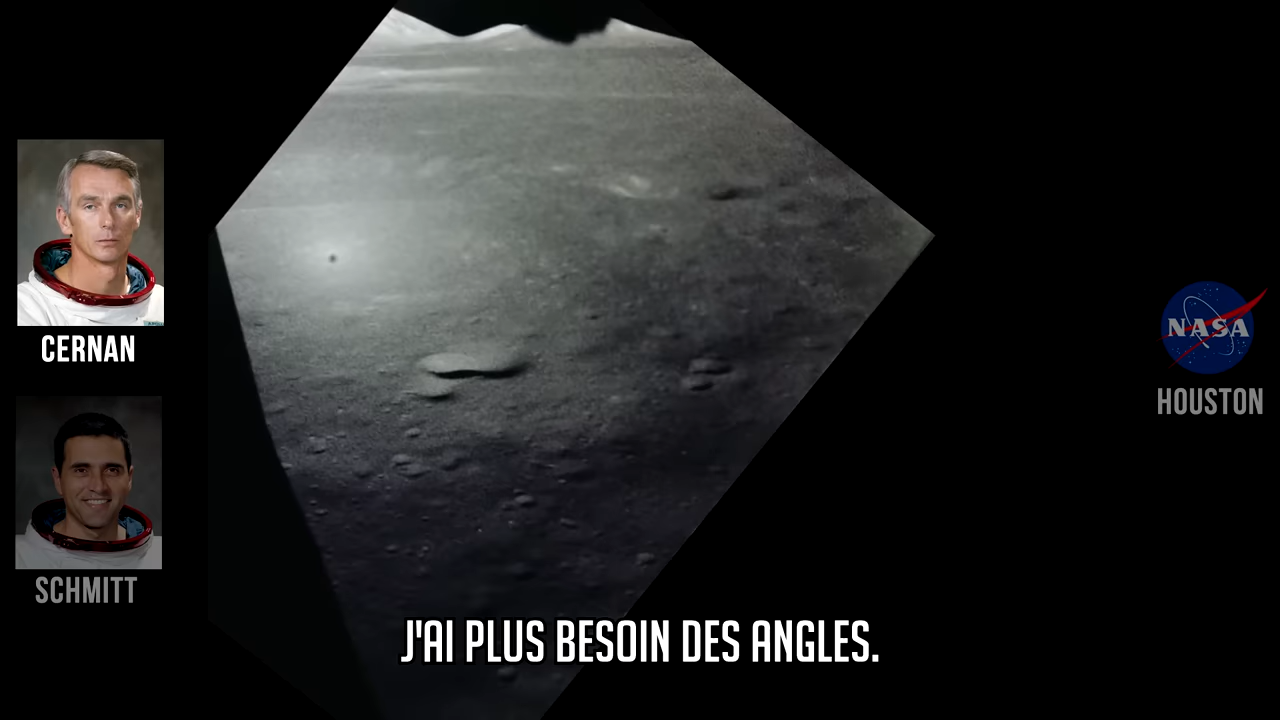 CERNAN
SCHMITT
NASA
HOUSTON
J'AI PLUS BESOIN DES ANGLES.